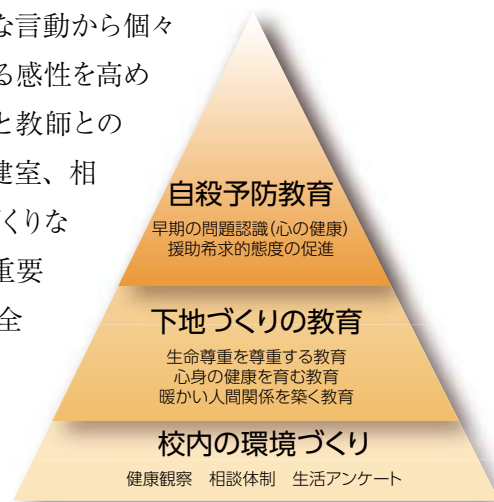 な言動から個々
る感性を高め
と教師との
建室、相
づくりな
重要
全
自殺予防教育
早期の問題認識(心の健康)
援助希求的態度の促進
下地づくりの教育
生命尊重を尊重する教育
心身の健康を育む教育
暖かい人間関係を築く教育
校内の環境づくり
健康観察 相談体制 生活アンケート